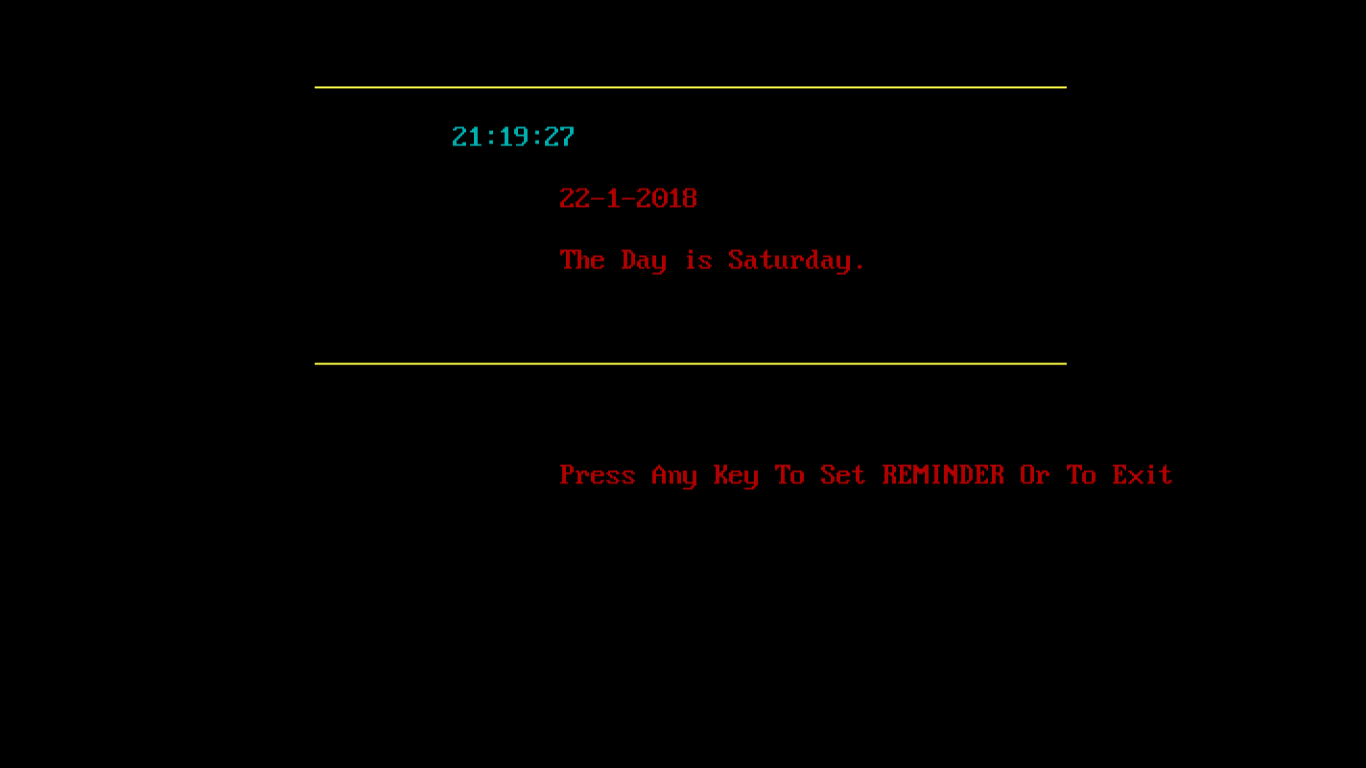 21:19:27
22-1-2018
The Day is Saturday.
Press Any Key To Set REMINDER Or To Exit